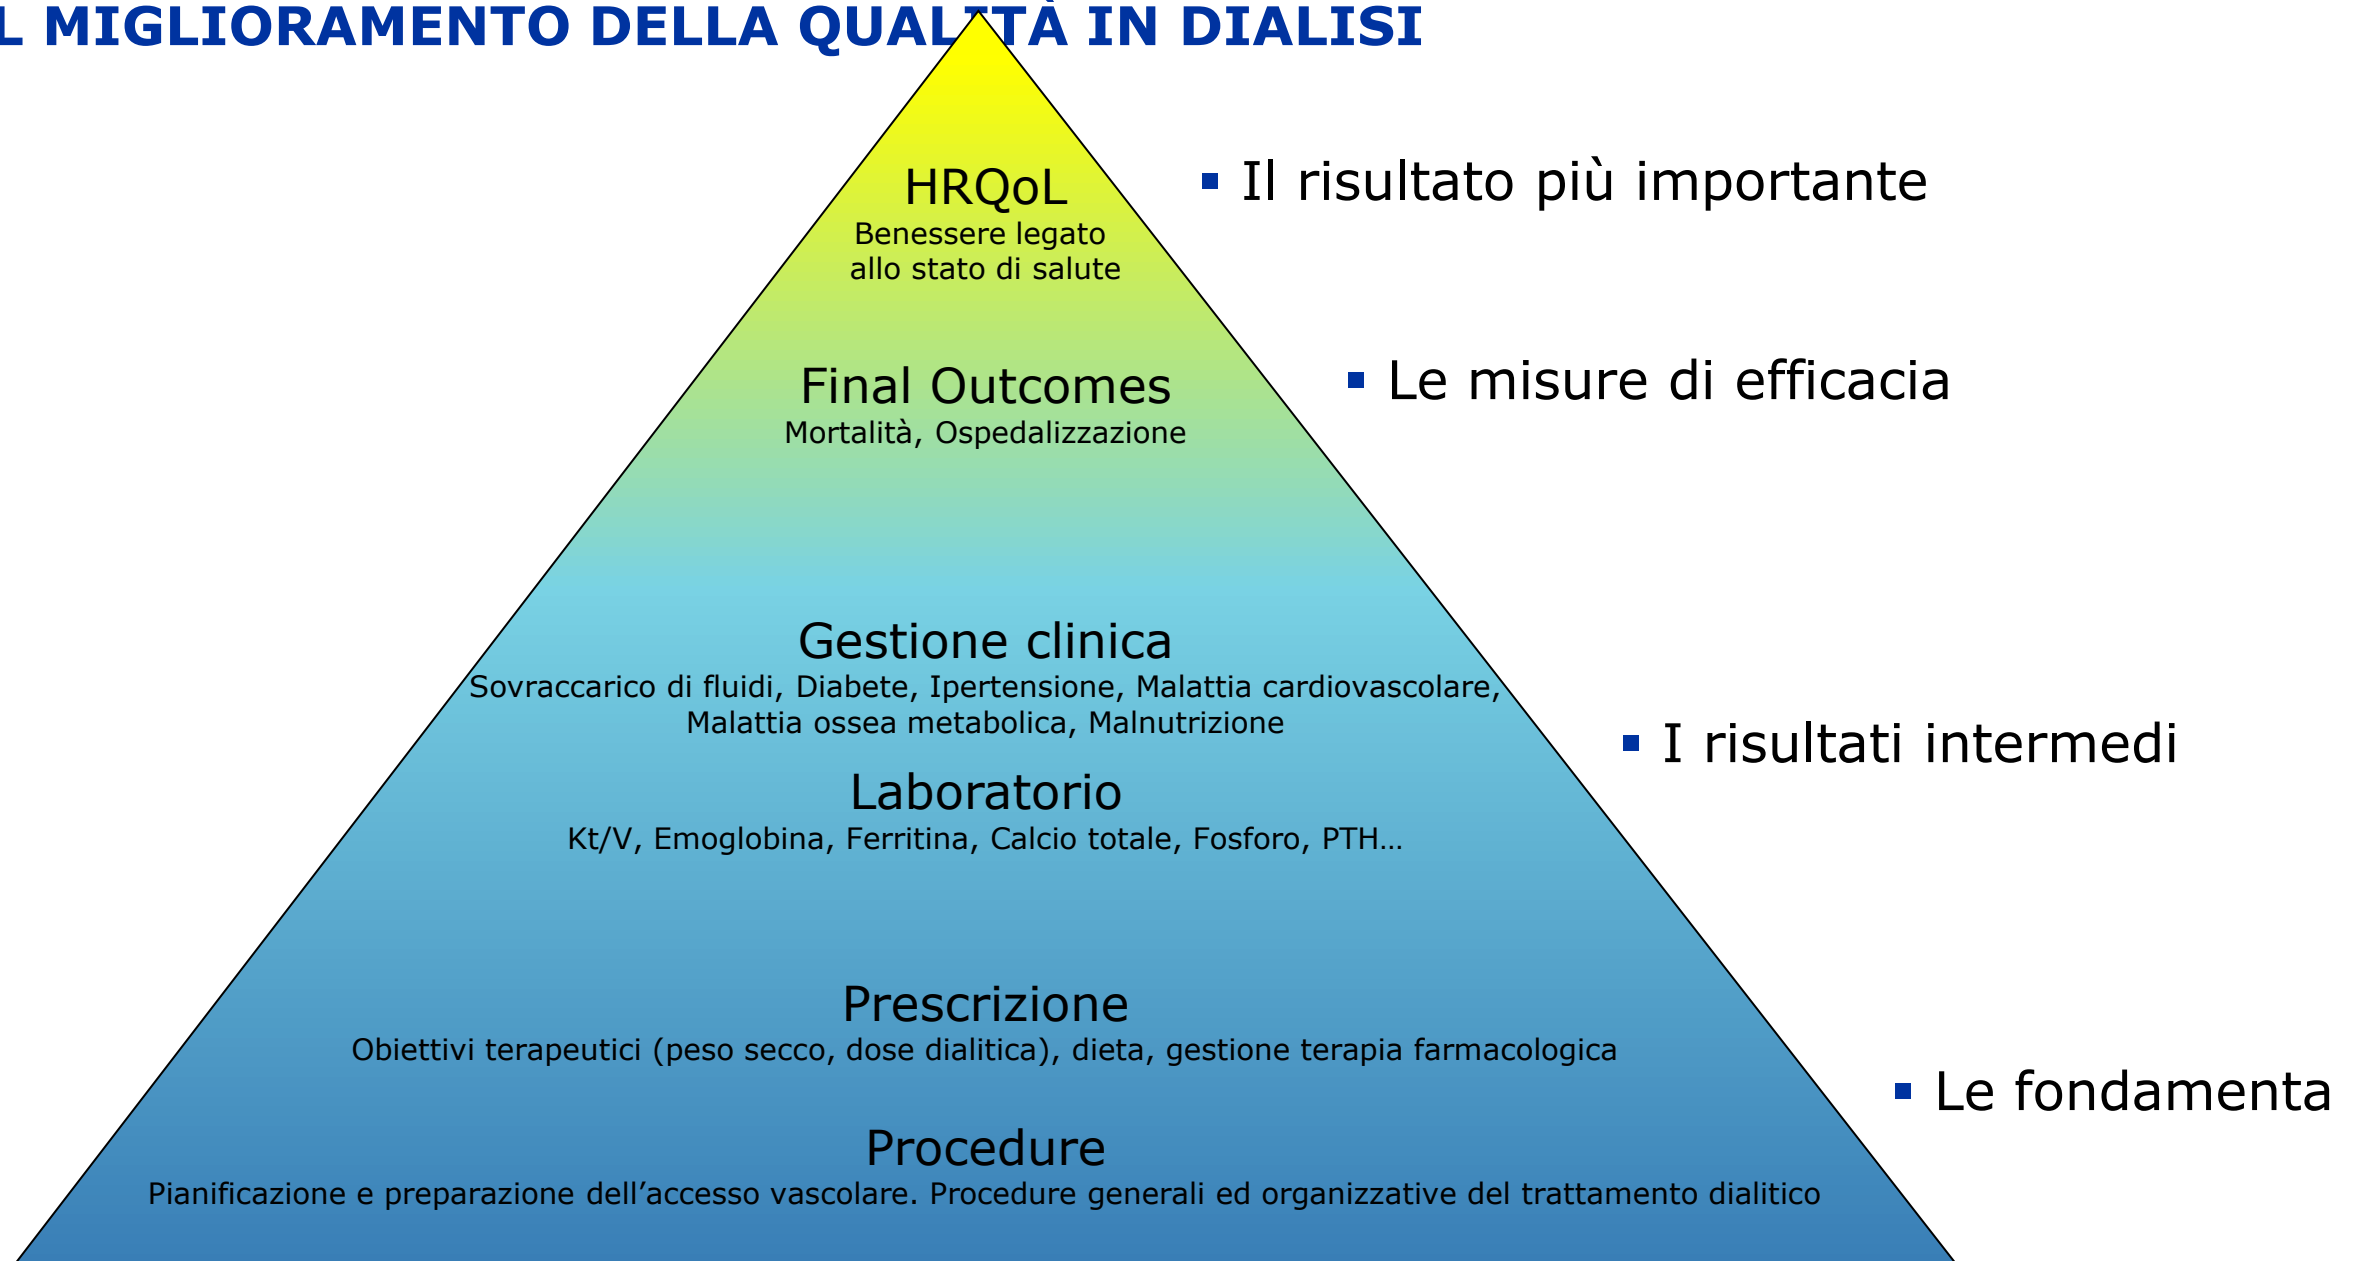 L MIGLIORAMENTO DELLA QUALITÀ IN DIALISI
HRQoL
Benessere legato
allo stato di salute
▪ Il risultato più importante
Final Outcomes
Mortalità, Ospedalizzazione
▪ Le misure di efficacia
Gestione clinica
Sovraccarico di fluidi, Diabete, Ipertensione, Malattia cardiovascolare,
Malattia ossea metabolica, Malnutrizione
▪ I risultati intermedi
Laboratorio
Kt/V, Emoglobina, Ferritina, Calcio totale, Fosforo, PTH…
Prescrizione
Obiettivi terapeutici (peso secco, dose dialitica), dieta, gestione terapia farmacologica
▪ Le fondamenta
Procedure
Pianificazione e preparazione dell’accesso vascolare. Procedure generali ed organizzative del trattamento dialitico